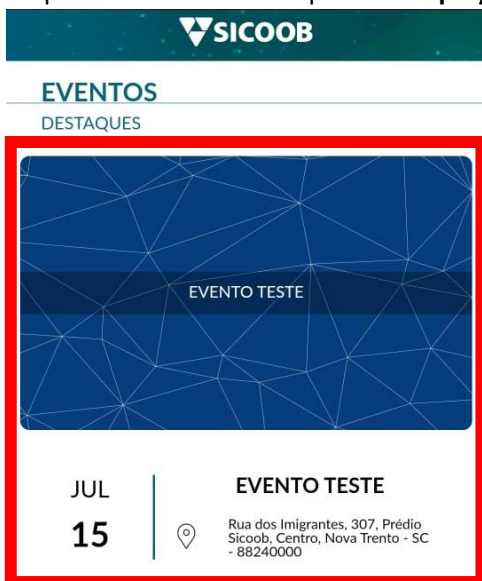 SICOOB
EVENTOS
DESTAQUES
EVENTO TESTE
JUL
15
EVENTO TESTE
Rua dos Imigrantes, 307, Prédio
Sicoob, Centro, Nova Trento - SC
- 88240000